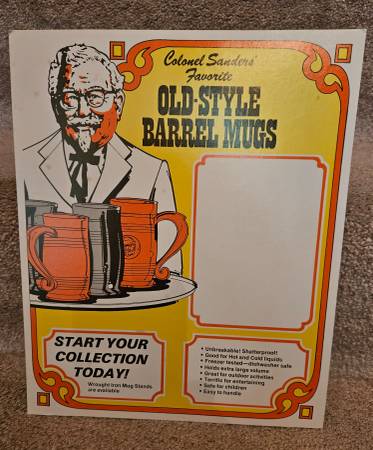 Colonel Sanders'
Favorite
OLD-STYLE
BARREL MUGS
START YOUR
COLLECTION
TODAY!
Wrought Iron Mug Stands
are available
• Unbreakable! Shatterproof!
• Good for Hot and Cold liquids
• Freezer tested—dishwasher safe
• Holds extra large volume
• Great for outdoor activities
• Terrific for entertaining
• Safe for children
• Easy to handle